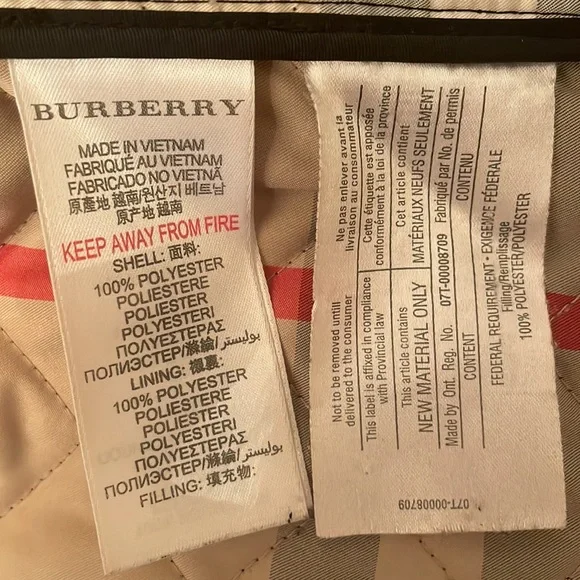 BURBERRY
MADE IN VIETNAM
FABRIQUÉ AU VIETNAM
FABRICADO NO VIETNÃ
原産地 越南/원산지 베트남
原产地 越南
KEEP AWAY FROM FIRE
SHELL: 面料:
100% POLYESTER
POLIESTERE
POLYESTER
POLYESTERI
ΠΟΛΥΕΣΤΕΡΑΣ
ПОЛИЭСТЕР/滌綸/بوليستر
LINING: 襯裏:
100% POLYESTER
POLIESTERE
POLYESTER
POLYESTERI
ΠΟΛΥΕΣΤΕΡΑΣ
ПОЛИЭСТЕР/滌綸/بوليستر
FILLING: 填充物:
Not to be removed until
delivered to the consumer
Ne pas enlever avant la
livraison au consommateur
This label is affixed in compliance
with Provincial law
Cette étiquette est apposée
conformément à la loi de la province
This article contains
NEW MATERIAL ONLY
Cet article contient
MATÉRIAUX NEUFS SEULEMENT
Made by Ont. Reg. No. 07T-00008709 Fabriqué par No. de permis
CONTENT CONTENU
FEDERAL REQUIREMENT • EXIGENCE FÉDÉRALE
Filling/Remplissage
100% POLYESTER/POLYESTER
07T-00008709